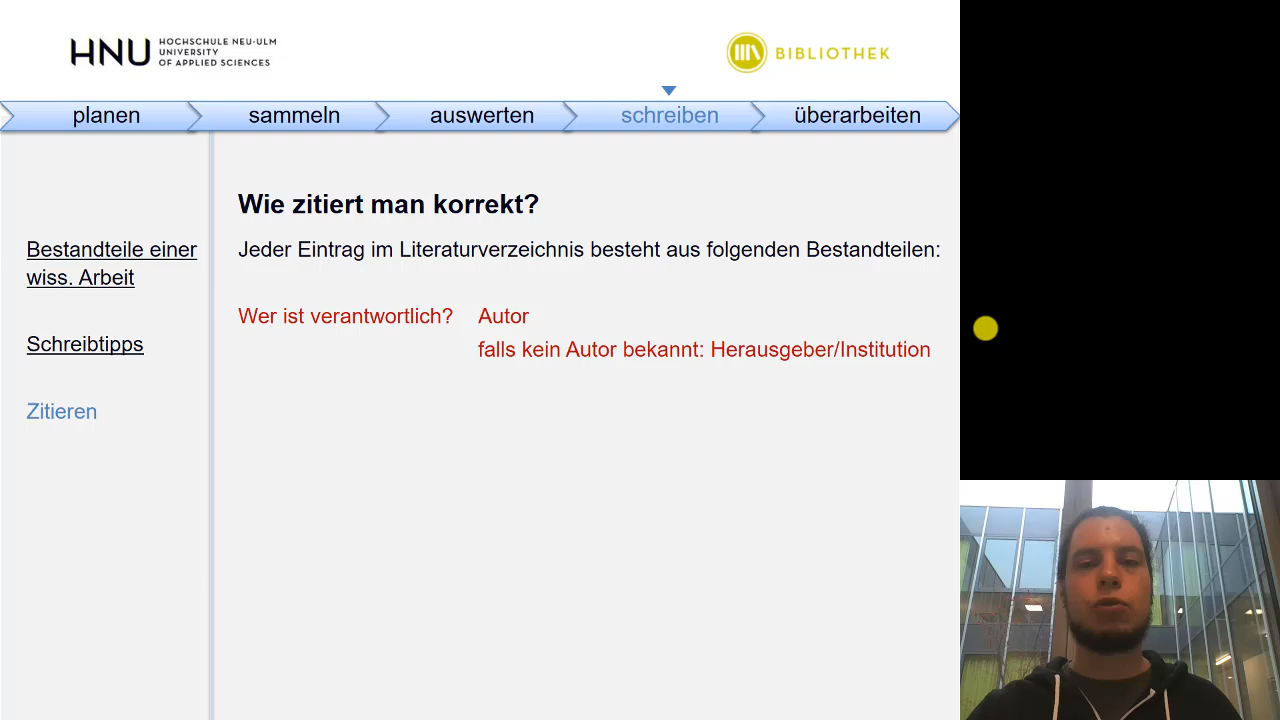 HNU HOCHSCHULE NEU-ULM
UNIVERSITY
OF APPLIED SCIENCES
BIBLIOTHEK
planen
sammeln
auswerten
schreiben
überarbeiten
Bestandteile einer
wiss. Arbeit
Schreibtipps
Zitieren
Wie zitiert man korrekt?
Jeder Eintrag im Literaturverzeichnis besteht aus folgenden Bestandteilen:
Wer ist verantwortlich? Autor
falls kein Autor bekannt: Herausgeber/Institution